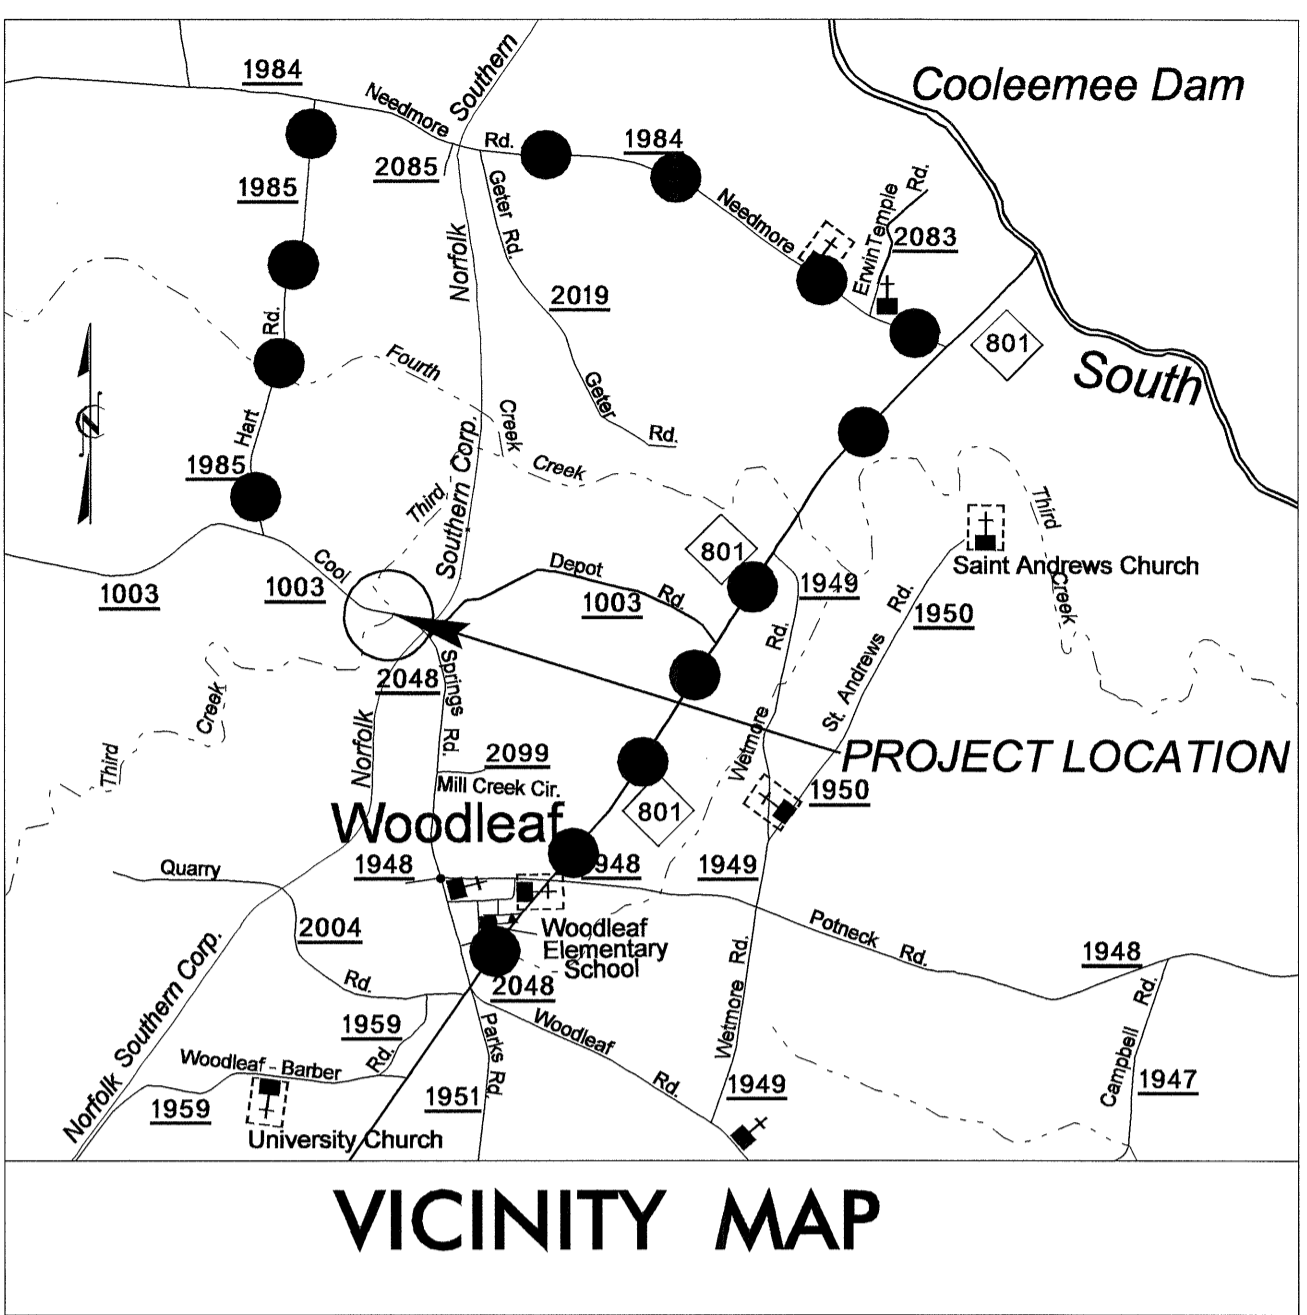 Cooleemee Dam
1984
Needmore
Southern
Rd.
1984
2085
1985
Geter Rd.
Norfolk
Needmore
Erwin Temple Rd.
2083
2019
Rd.
801
South
Fourth
Creek
Geter
Rd.
Hart
1985
Creek
Third
Southern Corp.
Third
Creek
801
Saint Andrews Church
Cool
1003
1003
Depot
Rd.
1003
1949
Rd.
1950
Rd.
St. Andrews
2048
Springs Rd.
Creek
Third
Norfolk
Wetmore
PROJECT LOCATION
2099
Mill Creek Cir.
1950
801
Woodleaf
Quarry
1948
948
1949
2004
Woodleaf
Elementary
School
Potneck Rd.
1948
Rd.
2048
Wetmore Rd.
Rd.
Campbell
Norfolk Southern Corp.
1959
Rd.
Parks Rd.
Woodleaf
Rd.
Woodleaf - Barber
1959
1951
1949
1947
University Church
VICINITY MAP